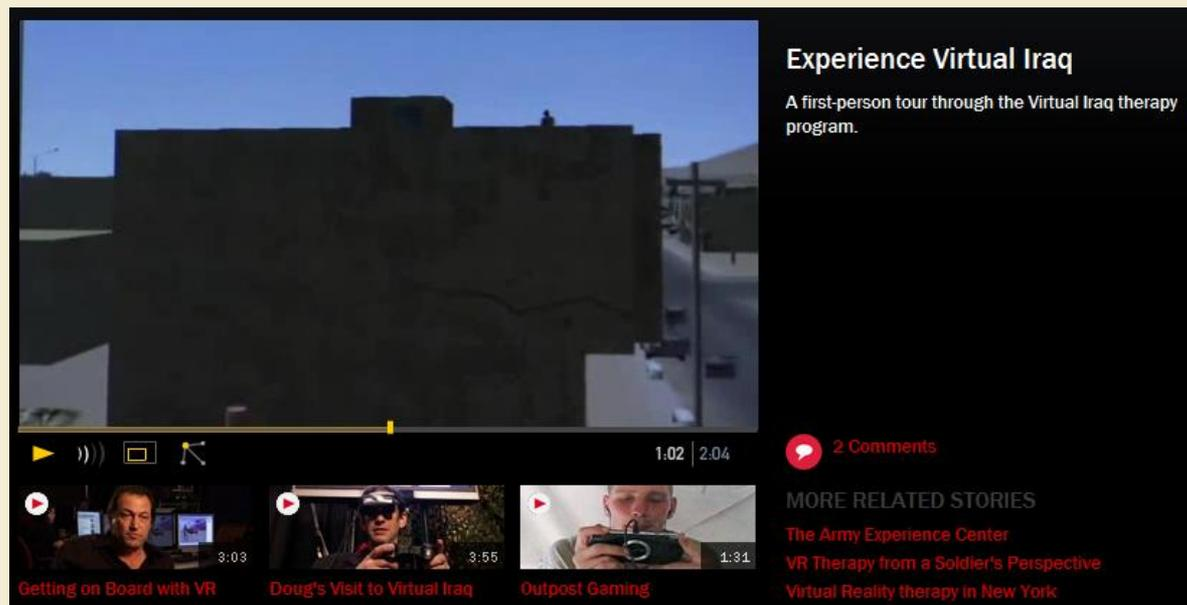 Experience Virtual Iraq
A first-person tour through the Virtual Iraq therapy
program.
1:02 | 2:04
2 Comments
3:03
3:55
1:31
Getting on Board with VR
Doug's Visit to Virtual Iraq
Outpost Gaming
MORE RELATED STORIES
The Army Experience Center
VR Therapy from a Soldier's Perspective
Virtual Reality therapy in New York